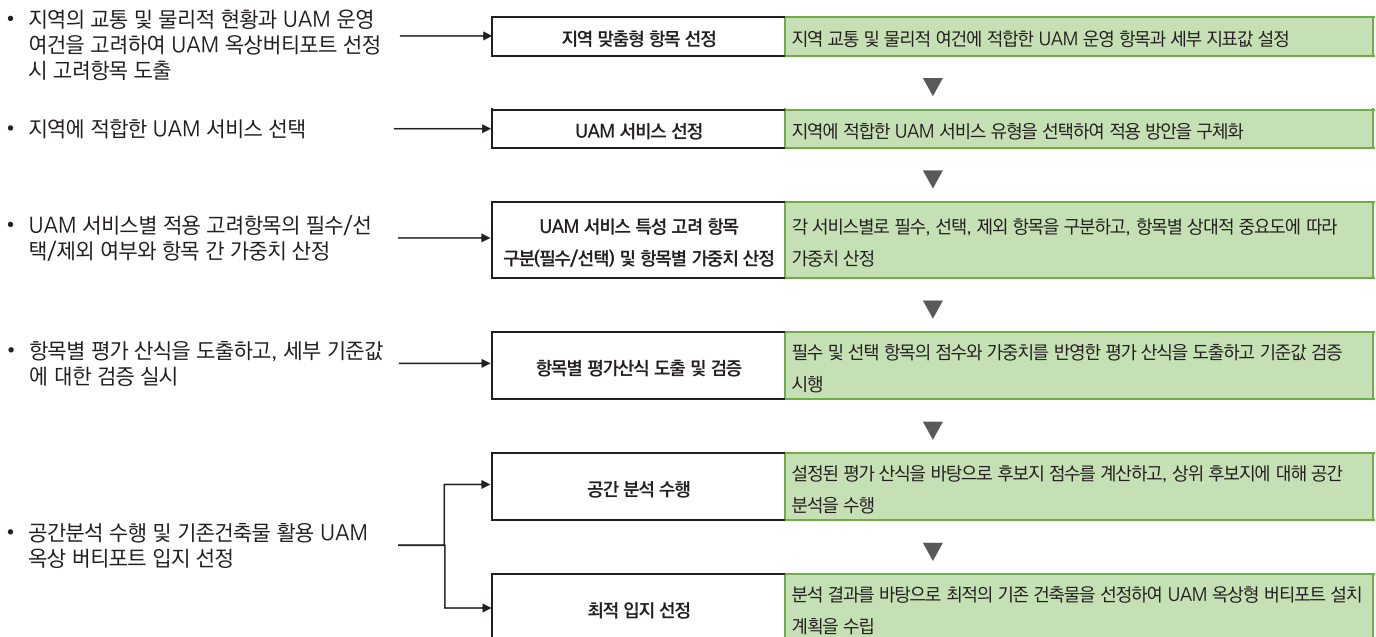 • 지역의 교통 및 물리적 현황과 UAM 운영
여건을 고려하여 UAM 옥상버티포트 선정
시 고려항목 도출
지역 맞춤형 항목 선정
지역 교통 및 물리적 여건에 적합한 UAM 운영 항목과 세부 지표값 설정
• 지역에 적합한 UAM 서비스 선택
UAM 서비스 선정
지역에 적합한 UAM 서비스 유형을 선택하여 적용 방안을 구체화
• UAM 서비스별 적용 고려항목의 필수/선
택/제외 여부와 항목 간 가중치 산정
UAM 서비스 특성 고려 항목
구분(필수/선택) 및 항목별 가중치 산정
각 서비스별로 필수, 선택, 제외 항목을 구분하고, 항목별 상대적 중요도에 따라
가중치 산정
• 항목별 평가 산식을 도출하고, 세부 기준값
에 대한 검증 실시
항목별 평가산식 도출 및 검증
필수 및 선택 항목의 점수와 가중치를 반영한 평가 산식을 도출하고 기준값 검증
시행
• 공간분석 수행 및 기존건축물 활용 UAM
옥상 버티포트 입지 선정
공간 분석 수행
설정된 평가 산식을 바탕으로 후보지 점수를 계산하고, 상위 후보지에 대해 공간
분석을 수행
최적 입지 선정
분석 결과를 바탕으로 최적의 기존 건축물을 선정하여 UAM 옥상형 버티포트 설치
계획을 수립